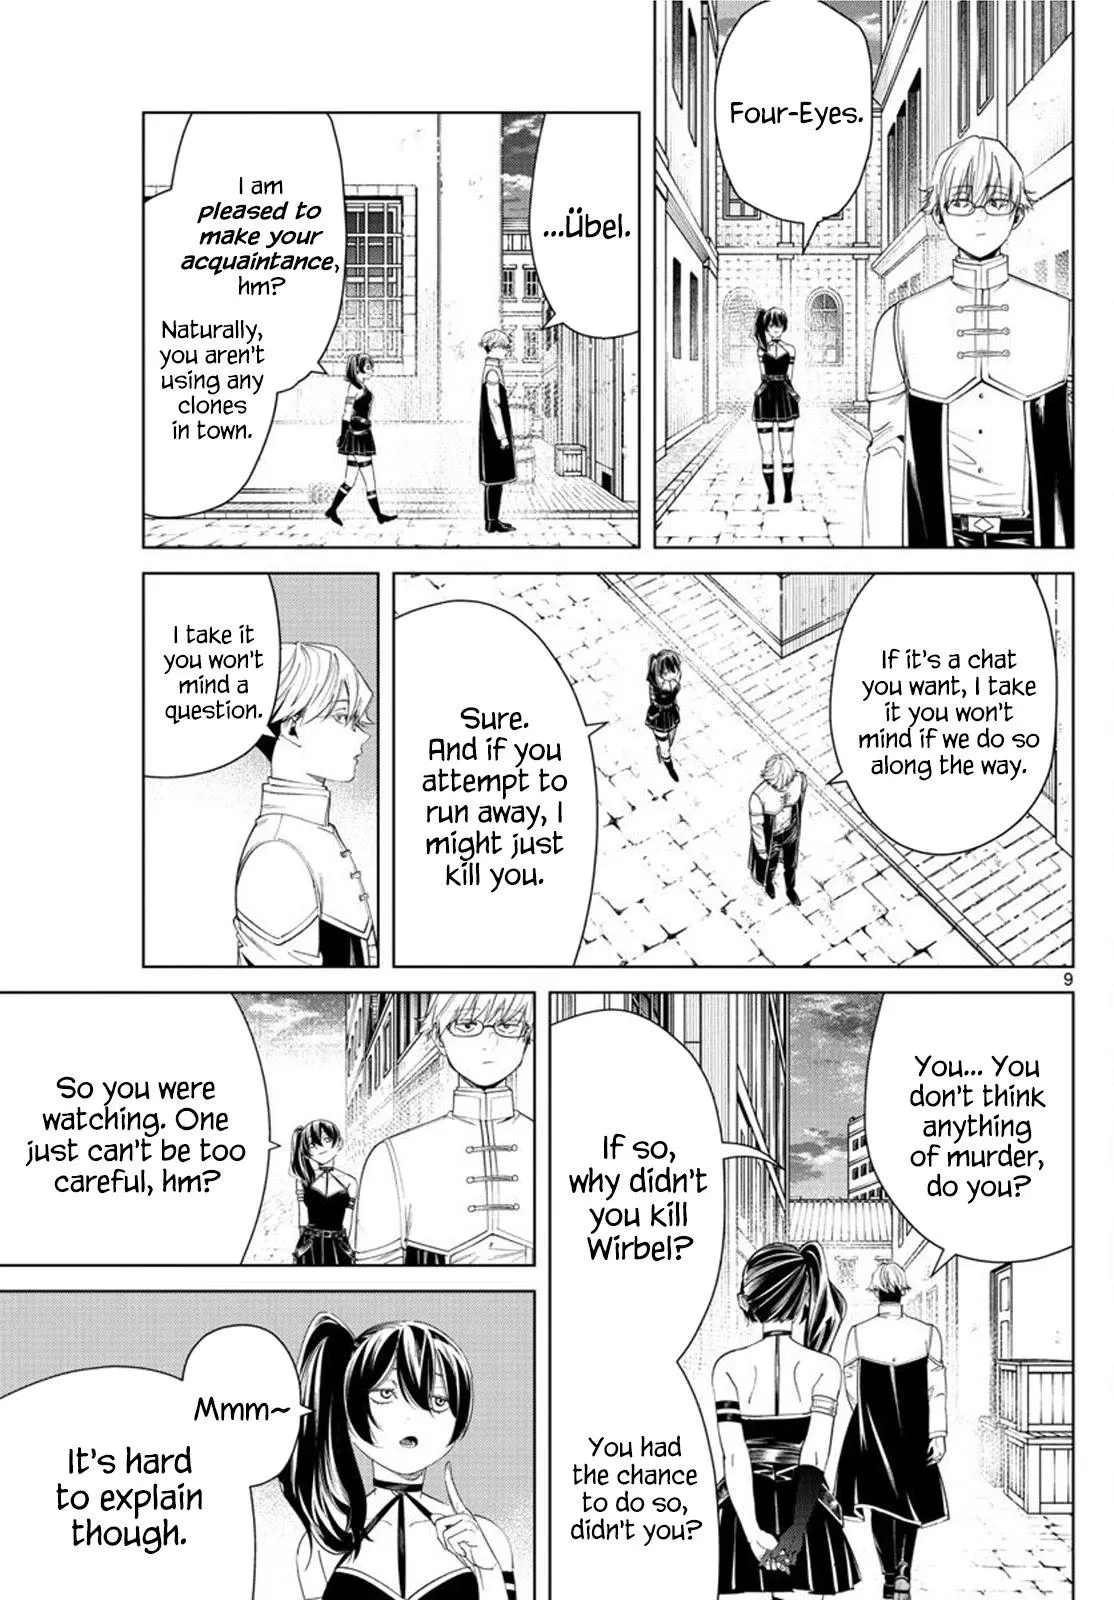 Four-Eyes.
...Übel.
I am
pleased to
make your
acquaintance,
hm?
Naturally,
you aren't
using any
clones
in town.
If it's a chat
you want, I take
it you won't
mind if we do so
along the way.
Sure.
And if you
attempt to
run away, I
might just
kill you.
I take it
you won't
mind a
question.
9
You... You
don't think
anything
of murder,
do you?
If so,
why didn't
you kill
Wirbel?
You had
the chance
to do so,
didn't you?
So you were
watching. One
just can't be too
careful, hm?
Mmm~
It's hard
to explain
though.